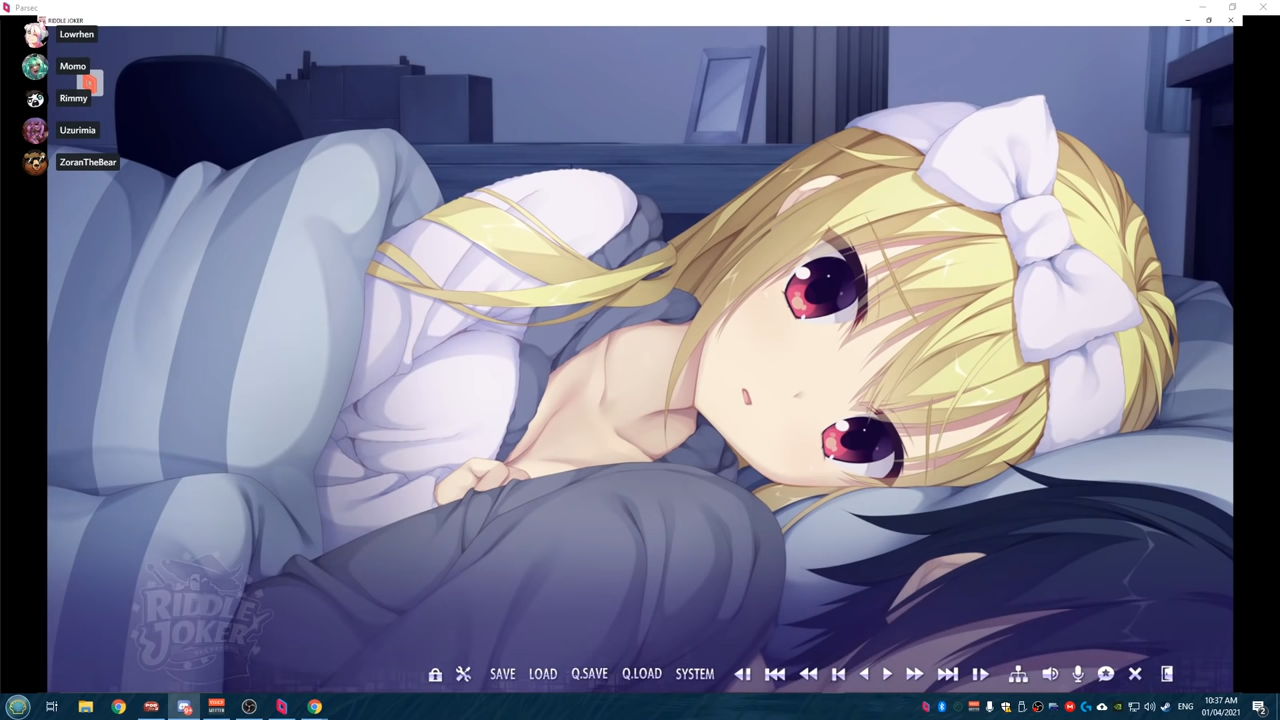 Parsec
RIDDLE JOKER
Lowrhen
Momo
Rimmy
Uzurimia
ZoranTheBear
RIDDLE
JOKER
SAVE
LOAD
Q.SAVE
Q.LOAD
SYSTEM
ENG
10:37 AM
01/04/2021
2